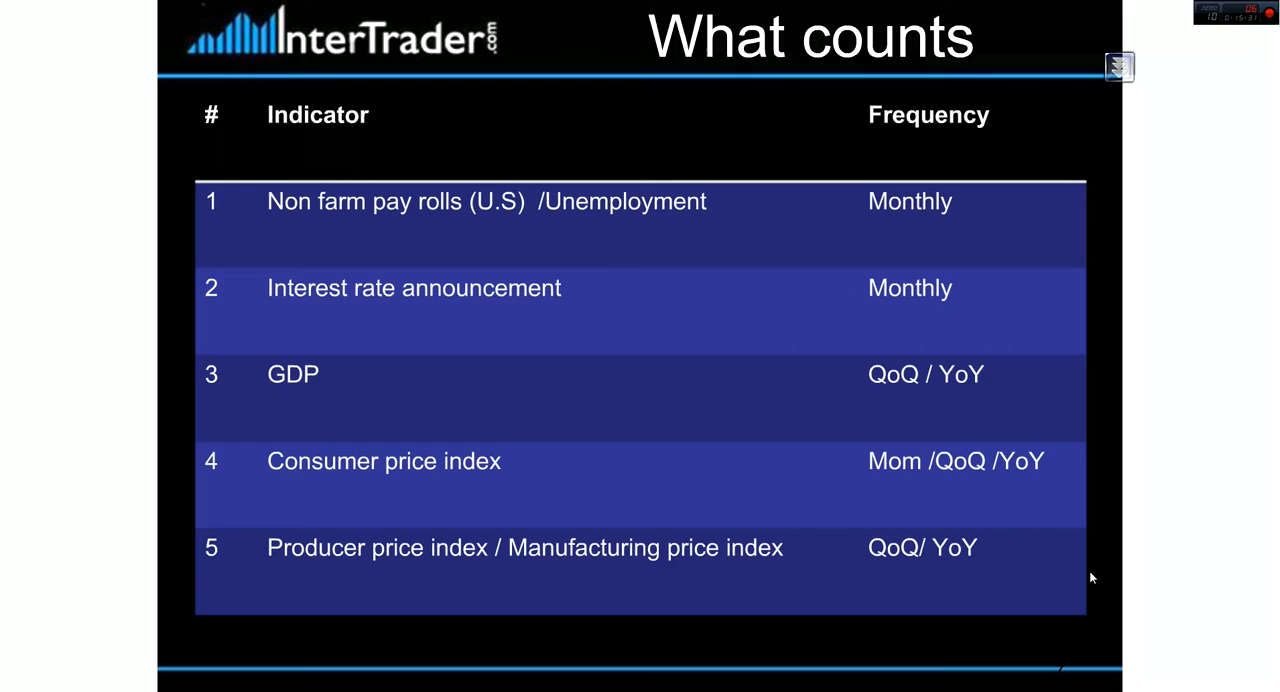 InterTrader.com
What counts
# Indicator Frequency
1 Non farm pay rolls (U.S) /Unemployment Monthly
2 Interest rate announcement Monthly
3 GDP QoQ / YoY
4 Consumer price index Mom /QoQ /YoY
5 Producer price index / Manufacturing price index QoQ/ YoY